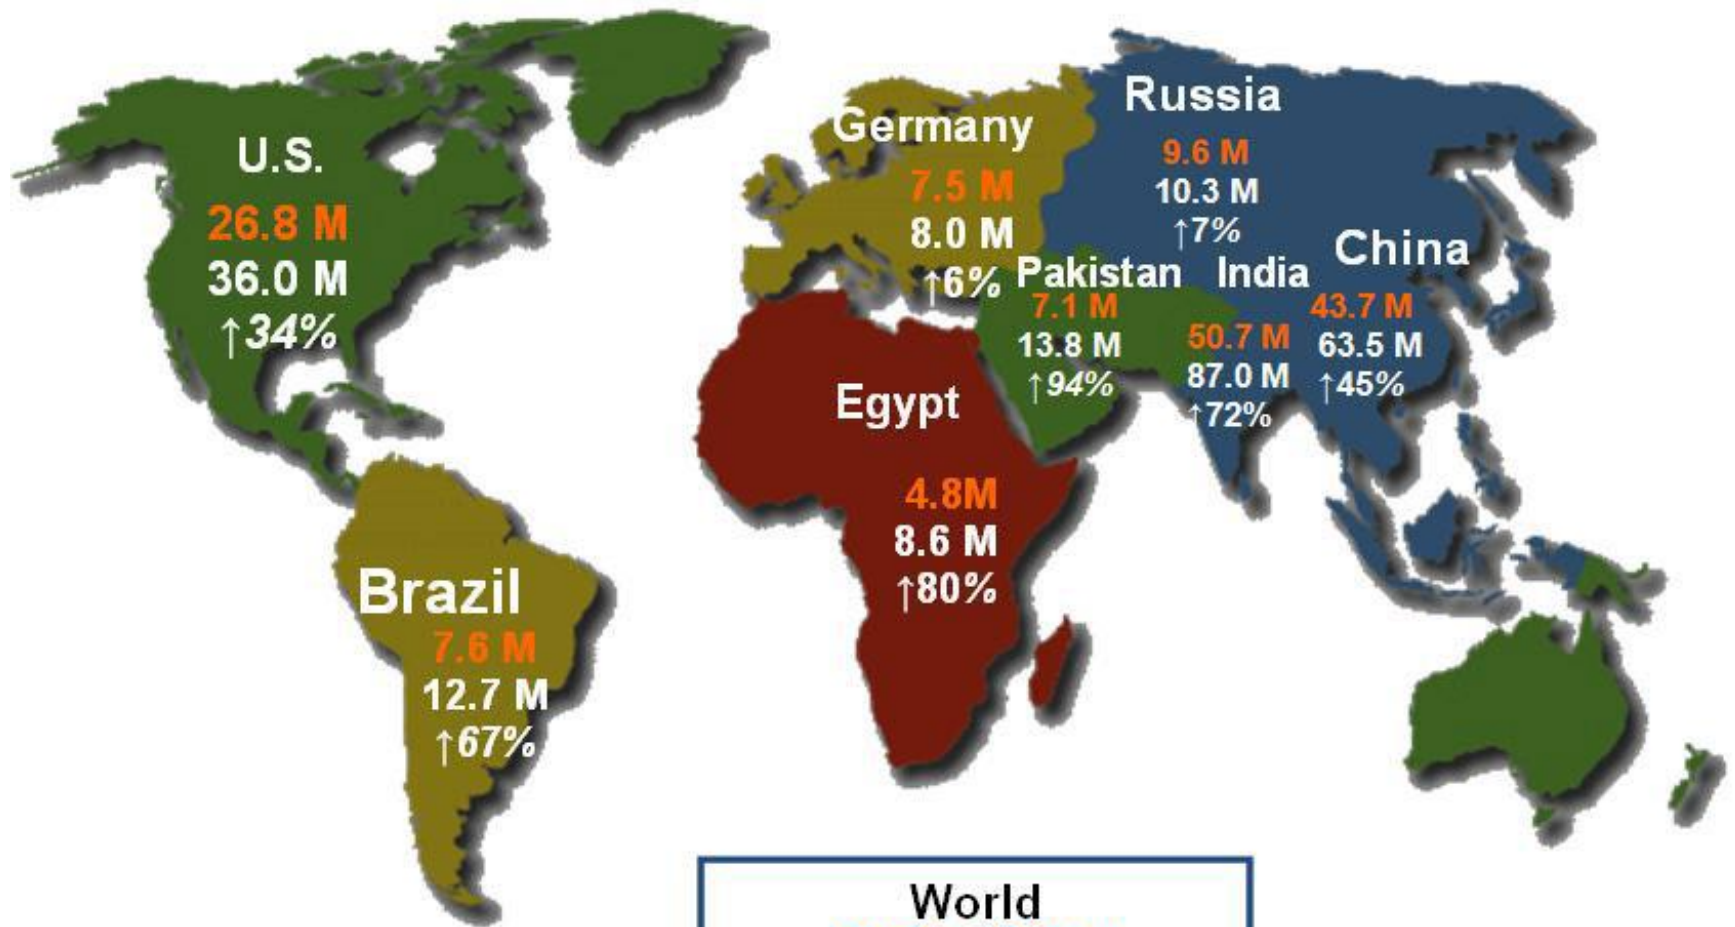 U.S.
26.8 M
36.0 M
↑34%
Germany
7.5 M
8.0 M
↑6%
Russia
9.6 M
10.3 M
↑7%
Pakistan
7.1 M
13.8 M
↑94%
India
50.7 M
87.0 M
↑72%
China
43.7 M
63.5 M
↑45%
Egypt
4.8M
8.6 M
↑80%
Brazil
7.6 M
12.7 M
↑67%
World